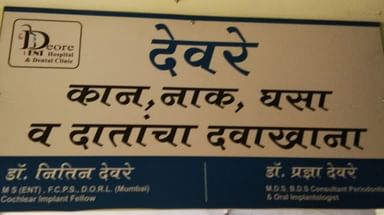 Deore
ENT Hospital
& Dental Clinic
देवरे
कान, नाक, घसा
व दातांचा दवाखाना
डॉ. नितिन देवरे
M S (ENT) , F.C.P.S., D.O.R.L. (Mumbai)
Cochlear Implant Fellow
डॉ. प्रज्ञा देवरे
M.D.S, B.D.S Consultant Periodont
& Oral Implantologist